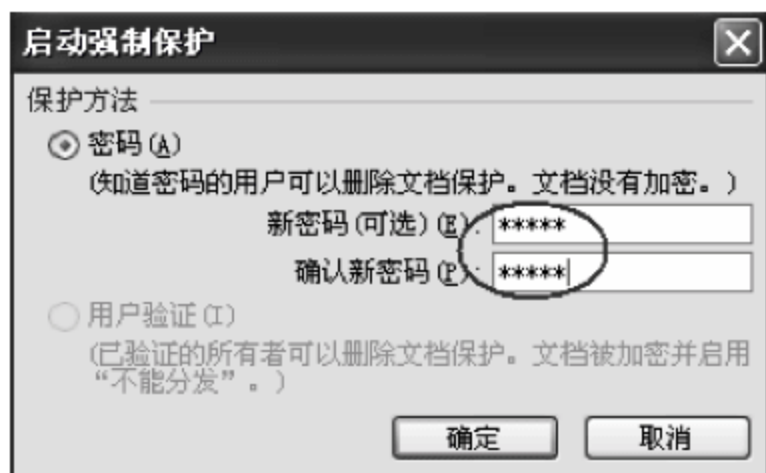 启动强制保护
保护方法
密码(A)
(知道密码的用户可以删除文档保护。文档没有加密。)
新密码(可选)(E): *****
确认新密码(P): *****
用户验证(I)
(已验证的所有者可以删除文档保护。文档被加密并启用
“不能分发”。)
确定 取消